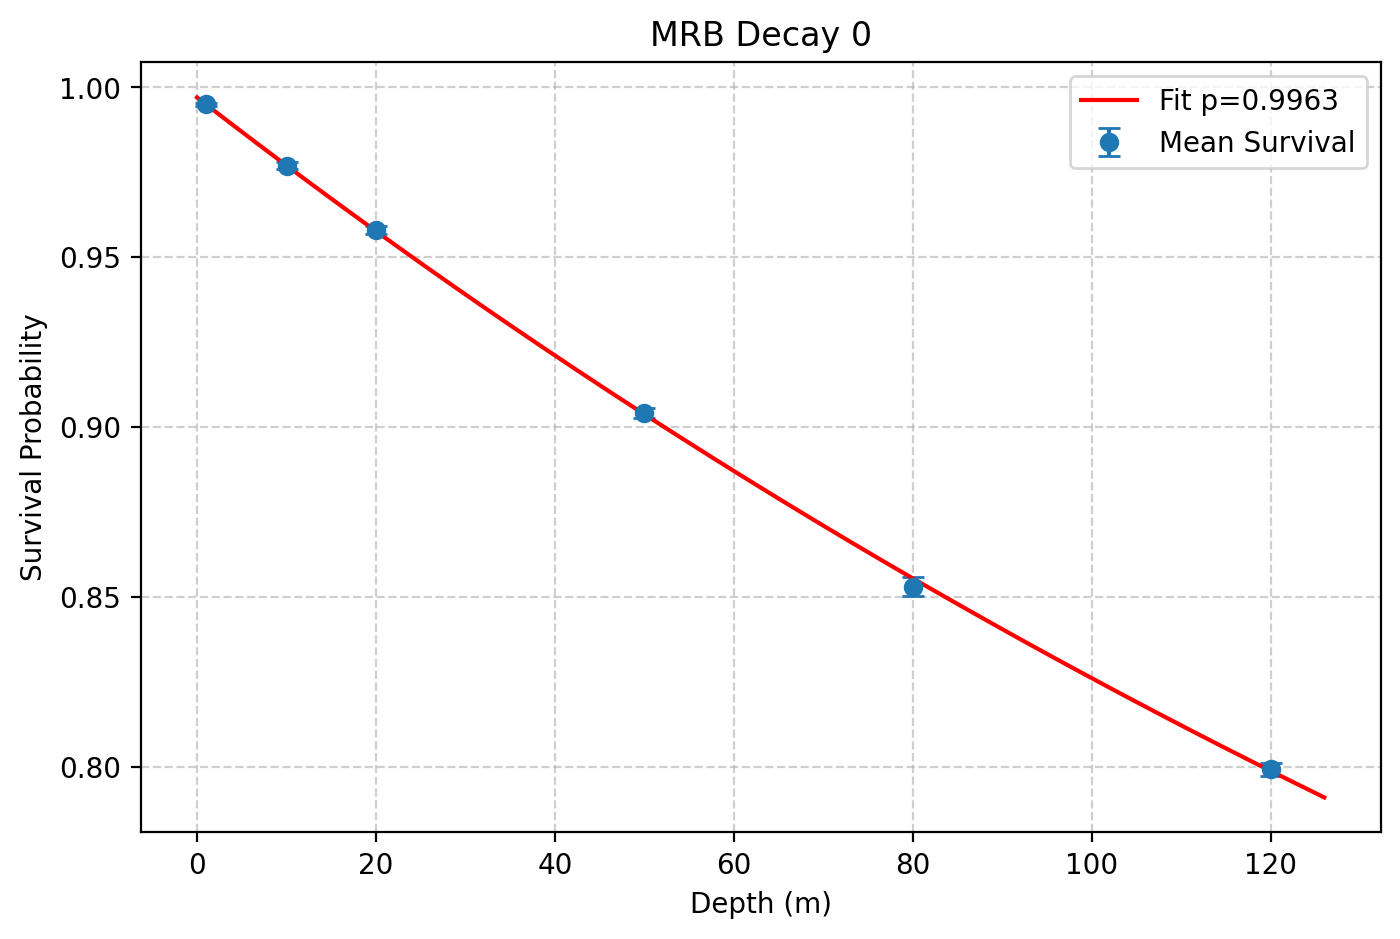 MRB Decay 0
Fit p=0.9963
Mean Survival
Survival Probability
1.00
0.95
0.90
0.85
0.80
0 20 40 60 80 100 120
Depth (m)